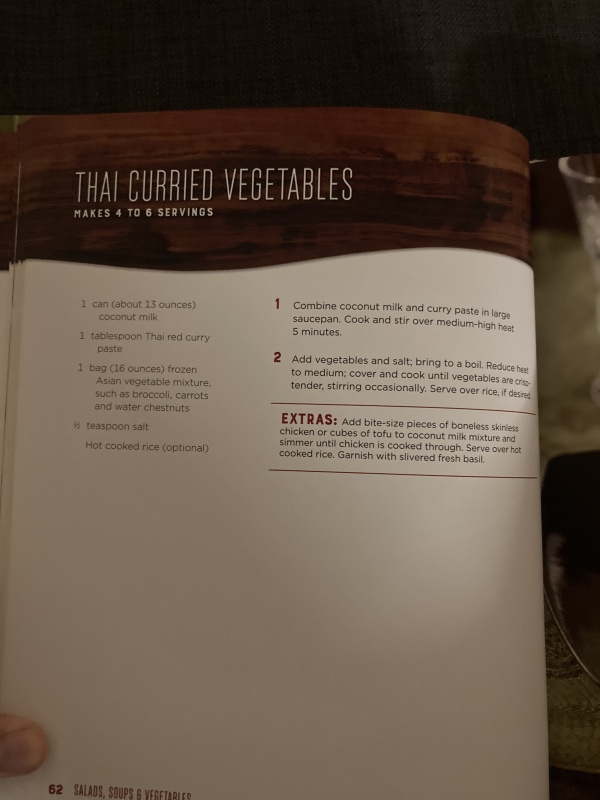 THAI CURRIED VEGETABLES
MAKES 4 TO 6 SERVINGS
1 can (about 13 ounces)
coconut milk
1 tablespoon Thai red curry
paste
1 bag (16 ounces) frozen
Asian vegetable mixture,
such as broccoli, carrots
and water chestnuts
½ teaspoon salt
Hot cooked rice (optional)
1 Combine coconut milk and curry paste in large
saucepan. Cook and stir over medium-high heat
5 minutes.
2 Add vegetables and salt; bring to a boil. Reduce heat
to medium; cover and cook until vegetables are crisp-
tender, stirring occasionally. Serve over rice, if desired.
EXTRAS: Add bite-size pieces of boneless skinless
chicken or cubes of tofu to coconut milk mixture and
simmer until chicken is cooked through. Serve over hot
cooked rice. Garnish with slivered fresh basil.
62 SALADS, SOUPS & VEGETABLES